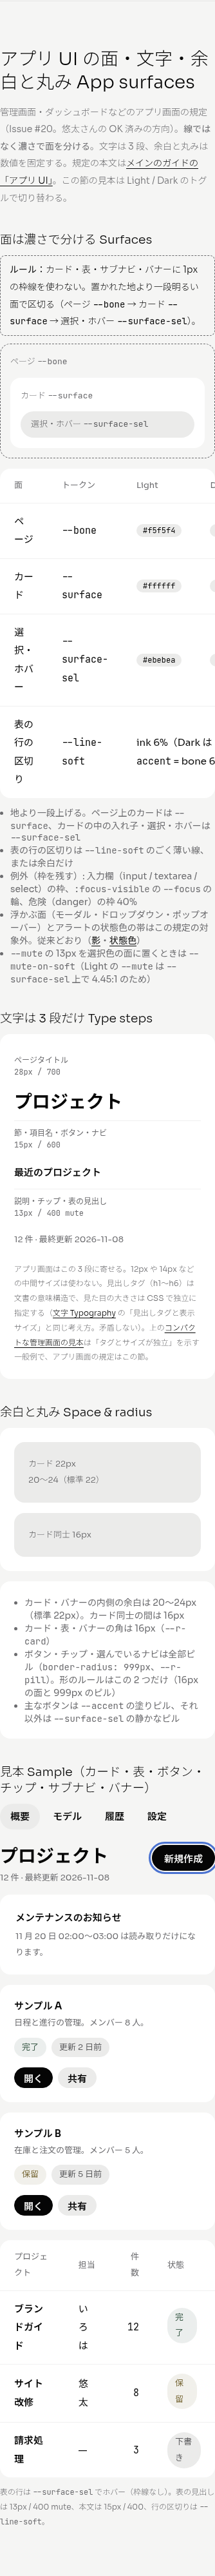 アプリ UI の面・文字・余
白と丸み App surfaces
管理画面・ダッシュボードなどのアプリ画面の規定
（Issue #20。悠太さんの OK 済みの方向）。線では
なく濃さで面を分ける。文字は 3 段、余白と丸みは
数値を固定する。規定の本文はメインのガイドの
「アプリ UI」。この節の見本は Light / Dark のトグ
ルで切り替わる。
面は濃さで分ける Surfaces
ルール：カード・表・サブナビ・バナーに 1px
の枠線を使わない。置かれた地より一段明るい
面で区切る（ページ --bone → カード --
surface → 選択・ホバー --surface-sel）。
ページ --bone
カード --surface
選択・ホバー --surface-sel
面 トークン Light D
ペ
ージ
--bone #f5f5f4
カー
ド
--
surface
#ffffff
選
択・
ホバ
ー
--
surface-
sel
#ebebea
表の
行の
区切
り
--line-
soft
ink 6%（Dark は
accent = bone 6
地より一段上げる。ページ上のカードは --
surface、カードの中の入れ子・選択・ホバーは
--surface-sel
表の行の区切りは --line-soft のごく薄い線、
または余白だけ
例外（枠を残す）：入力欄（input / textarea /
select）の枠、:focus-visible の --focus の
輪、危険（danger）の枠 40%
浮かぶ面（モーダル・ドロップダウン・ポップオ
ーバー）とアラートの状態色の帯はこの規定の対
象外。従来どおり（影・状態色）
--mute の 13px を選択色の面に置くときは --
mute-on-soft（Light の --mute は --
surface-sel 上で 4.45:1 のため）
文字は 3 段だけ Type steps
ページタイトル
28px / 700
プロジェクト
節・項目名・ボタン・ナビ
15px / 600
最近のプロジェクト
説明・チップ・表の見出し
13px / 400 mute
12 件 · 最終更新 2026-11-08
アプリ画面はこの 3 段に寄せる。12px や 14px など
の中間サイズは使わない。見出しタグ（h1〜h6）は
文書の意味構造で、見た目の大きさは CSS で独立に
指定する（文字 Typography の「見出しタグと表示
サイズ」と同じ考え方。矛盾しない）。上のコンパク
トな管理画面の見本は「タグとサイズが独立」を示す
一般例で、アプリ画面の規定はこの節。
余白と丸み Space & radius
カード 22px
20〜24（標準 22）
カード同士 16px
カード・バナーの内側の余白は 20〜24px
（標準 22px）。カード同士の間は 16px
カード・表・バナーの角は 16px（--r-
card）
ボタン・チップ・選んでいるナビは全部ピ
ル（border-radius: 999px、--r-
pill）。形のルールはこの 2 つだけ（16px
の面と 999px のピル）
主なボタンは --accent の塗りピル、それ
以外は --surface-sel の静かなピル
見本 Sample（カード・表・ボタン・
チップ・サブナビ・バナー）
概要 モデル 履歴 設定
プロジェクト 新規作成
12 件 · 最終更新 2026-11-08
メンテナンスのお知らせ
11 月 20 日 02:00〜03:00 は読み取りだけにな
ります。
サンプル A
日程と進行の管理。メンバー 8 人。
完了 更新 2 日前
開く 共有
サンプル B
在庫と注文の管理。メンバー 5 人。
保留 更新 5 日前
開く 共有
プロジェ
クト
担当
件
数
状態
ブラン
ドガイ
ド
い
ろ
は
12
完
了
サイト
改修
悠
太
8
保
留
請求処
理
—
3
下書
き
表の行は --surface-sel でホバー（枠線なし）。表の見出し
は 13px / 400 mute、本文は 15px / 400、行の区切りは --
line-soft。